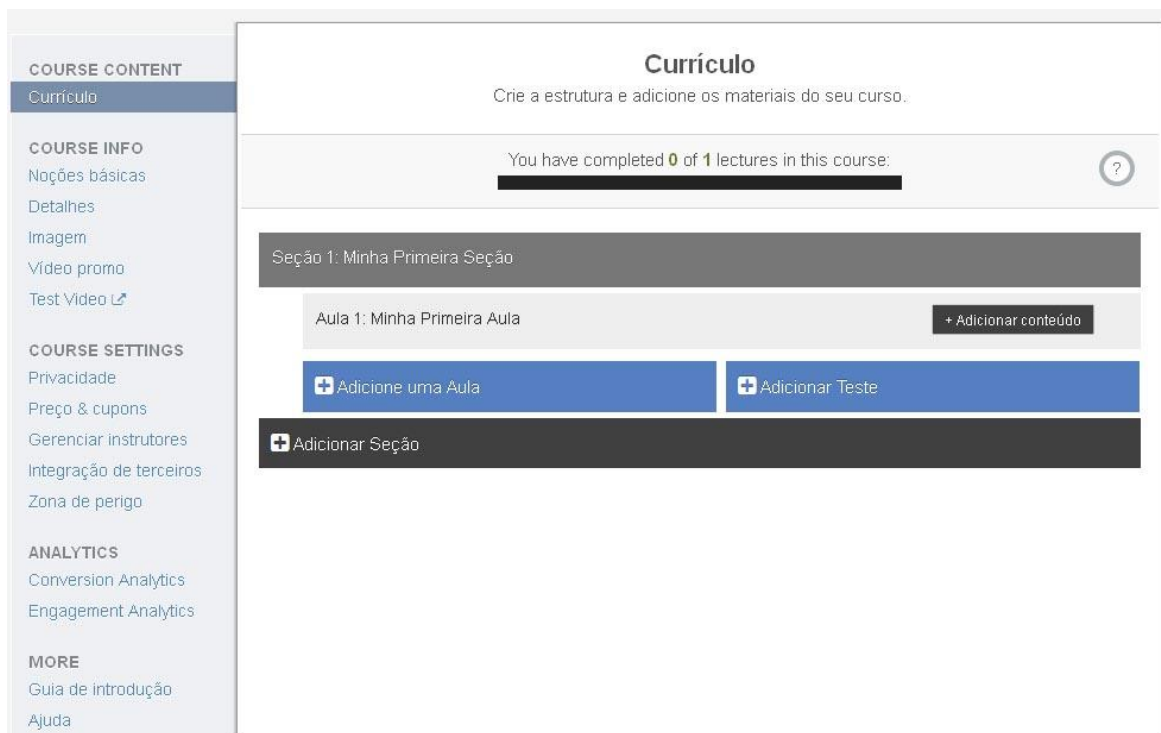 COURSE CONTENT
Currículo
COURSE INFO
Noções básicas
Detalhes
Imagem
Vídeo promo
Test Video
COURSE SETTINGS
Privacidade
Preço & cupons
Gerenciar instrutores
Integração de terceiros
Zona de perigo
ANALYTICS
Conversion Analytics
Engagement Analytics
MORE
Guia de introdução
Ajuda
Currículo
Crie a estrutura e adicione os materiais do seu curso.
You have completed 0 of 1 lectures in this course:
?
Seção 1: Minha Primeira Seção
Aula 1: Minha Primeira Aula
+ Adicionar conteúdo
Adicione uma Aula
Adicionar Teste
Adicionar Seção